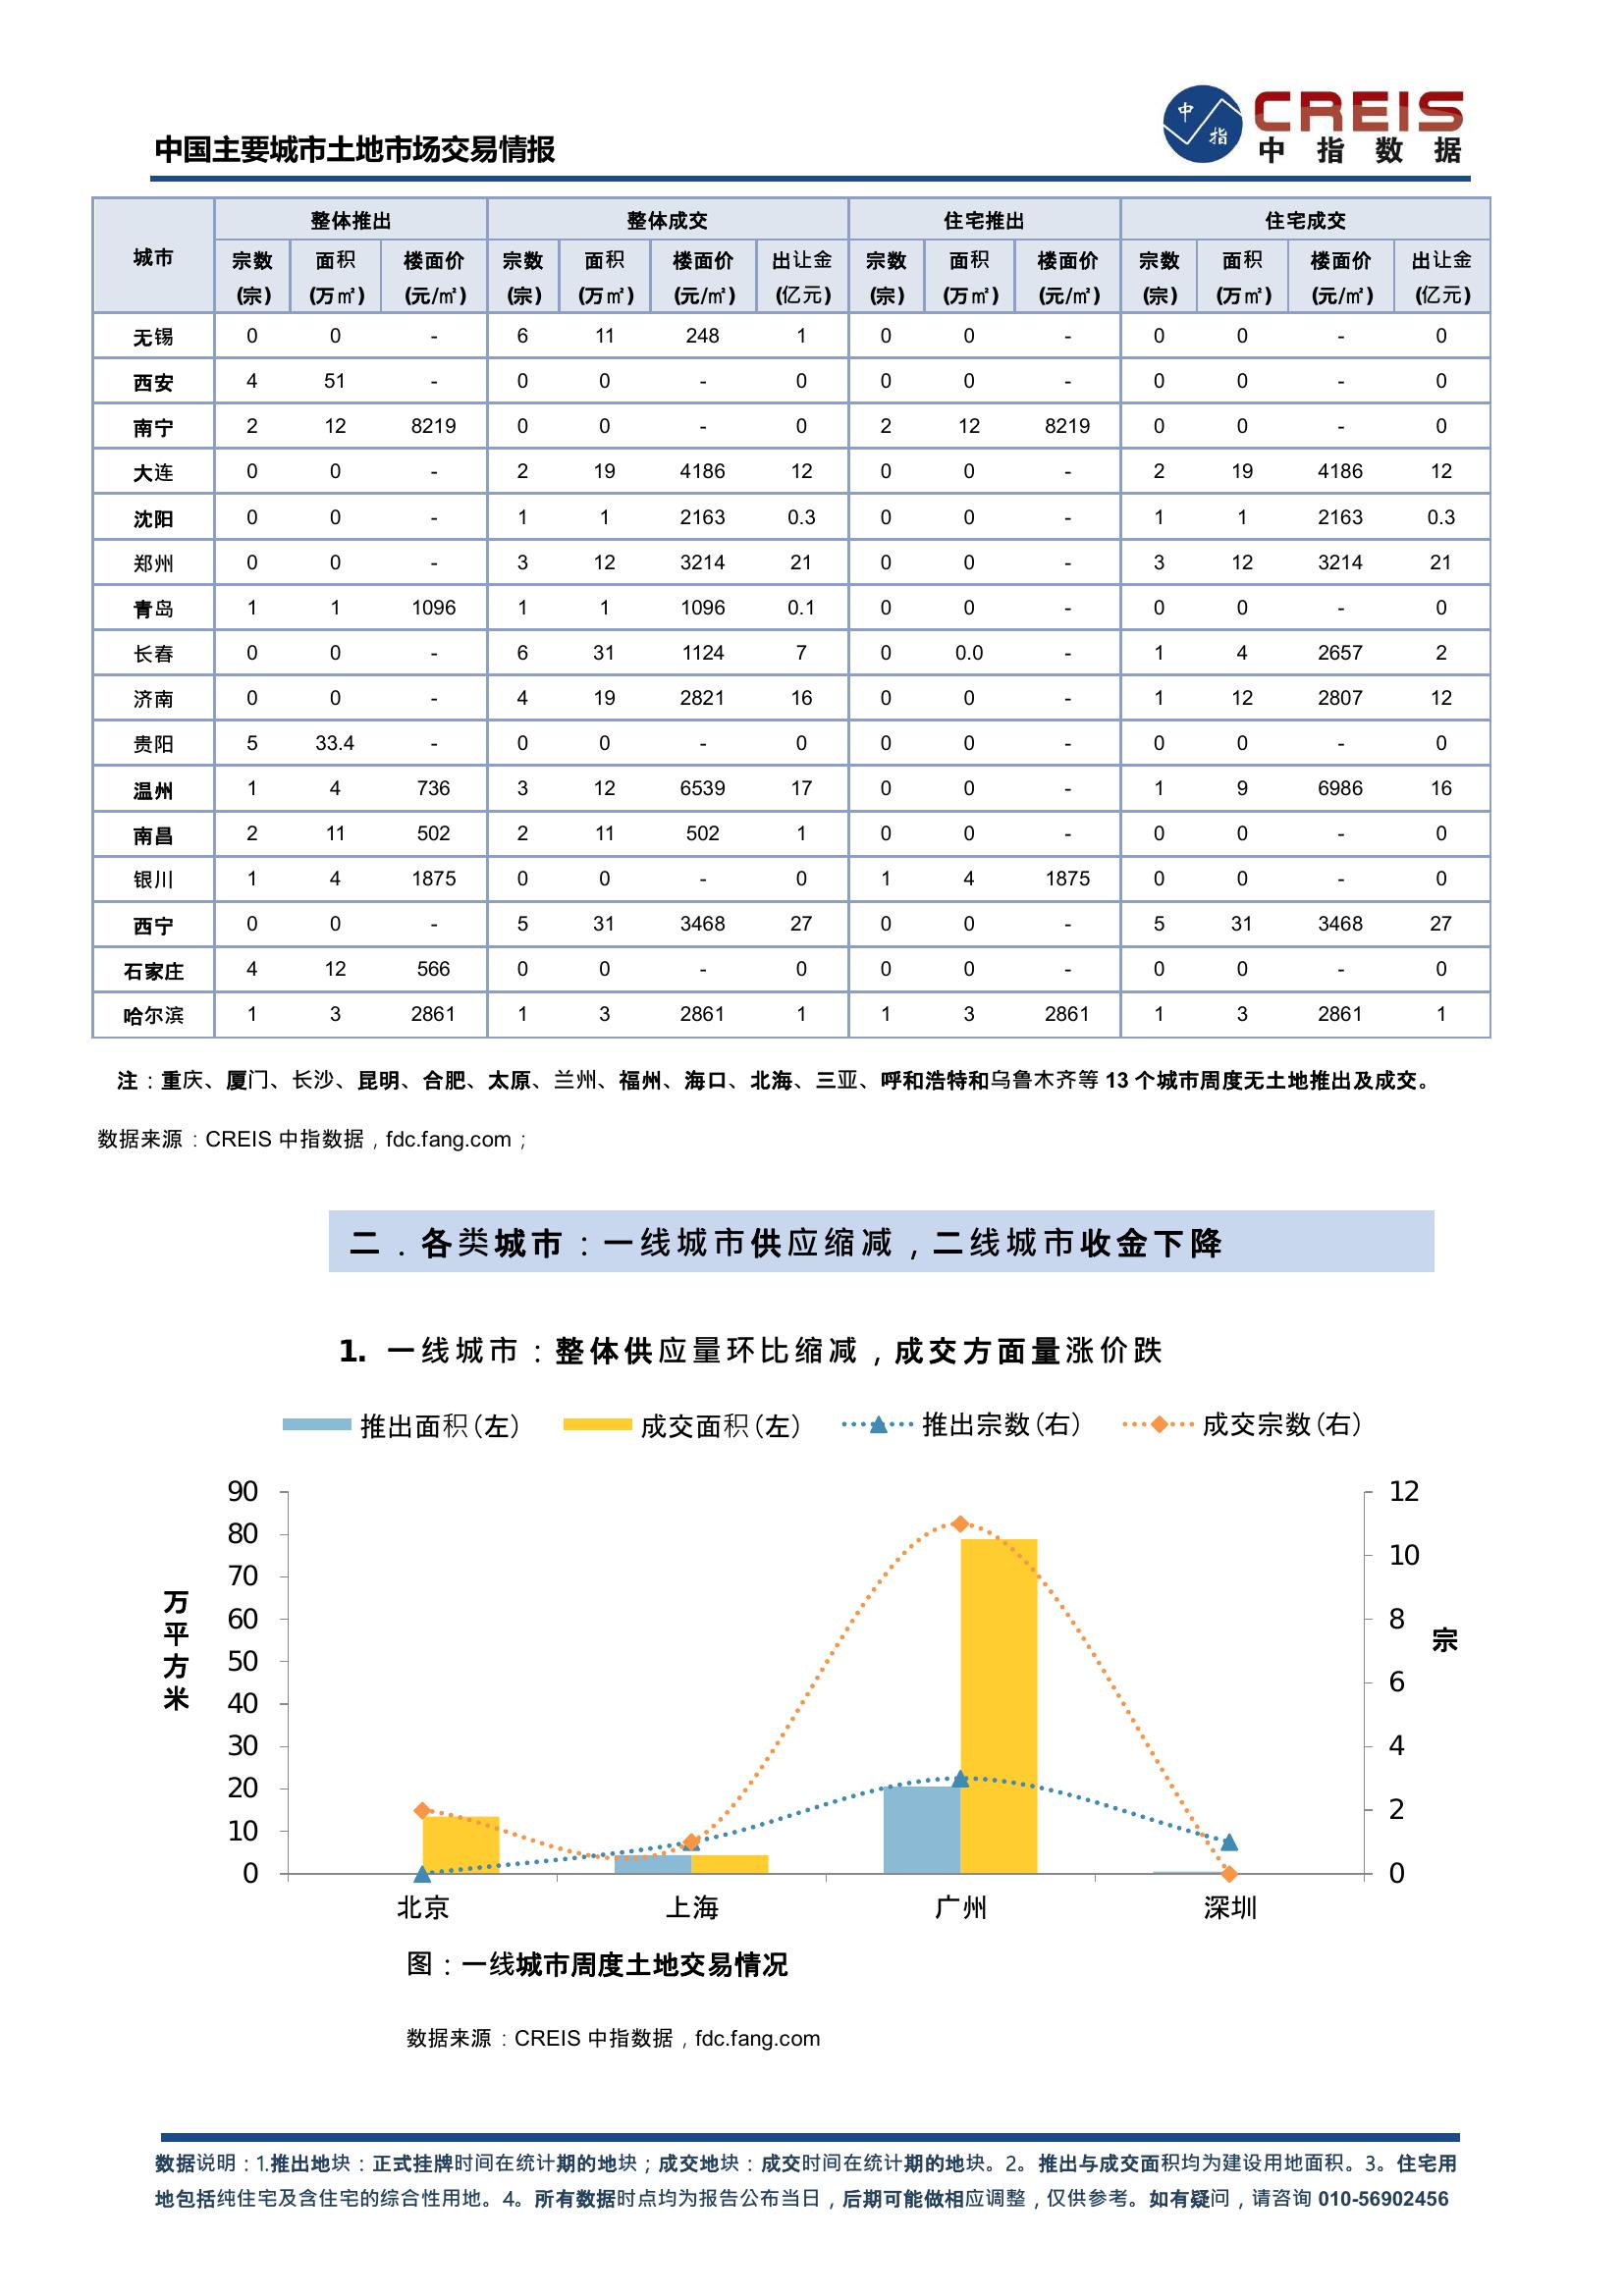 中国主要城市土地市场交易情报
中指
CREIS
中指数据
城市 整体推出 整体成交 住宅推出 住宅成交
宗数 面积 楼面价 宗数 面积 楼面价 出让金 宗数 面积 楼面价 宗数 面积 楼面价 出让金
(宗) (万㎡) (元/㎡) (宗) (万㎡) (元/㎡) (亿元) (宗) (万㎡) (元/㎡) (宗) (万㎡) (元/㎡) (亿元)
无锡 0 0 - 6 11 248 1 0 0 - 0 0 - 0
西安 4 51 - 0 0 - 0 0 0 - 0 0 - 0
南宁 2 12 8219 0 0 - 0 2 12 8219 0 0 - 0
大连 0 0 - 2 19 4186 12 0 0 - 2 19 4186 12
沈阳 0 0 - 1 1 2163 0.3 0 0 - 1 1 2163 0.3
郑州 0 0 - 3 12 3214 21 0 0 - 3 12 3214 21
青岛 1 1 1096 1 1 1096 0.1 0 0 - 0 0 - 0
长春 0 0 - 6 31 1124 7 0 0.0 - 1 4 2657 2
济南 0 0 - 4 19 2821 16 0 0 - 1 12 2807 12
贵阳 5 33.4 - 0 0 - 0 0 0 - 0 0 - 0
温州 1 4 736 3 12 6539 17 0 0 - 1 9 6986 16
南昌 2 11 502 2 11 502 1 0 0 - 0 0 - 0
银川 1 4 1875 0 0 - 0 1 4 1875 0 0 - 0
西宁 0 0 - 5 31 3468 27 0 0 - 5 31 3468 27
石家庄 4 12 566 0 0 - 0 0 0 - 0 0 - 0
哈尔滨 1 3 2861 1 3 2861 1 1 3 2861 1 3 2861 1
注：重庆、厦门、长沙、昆明、合肥、太原、兰州、福州、海口、北海、三亚、呼和浩特和乌鲁木齐等 13 个城市周度无土地推出及成交。
数据来源：CREIS 中指数据，fdc.fang.com；
二．各类城市：一线城市供应缩减，二线城市收金下降
1. 一线城市：整体供应量环比缩减，成交方面量涨价跌
推出面积(左) 成交面积(左) 推出宗数(右) 成交宗数(右)
万平方米
90
80
70
60
50
40
30
20
10
0
12
10
8
6
4
2
0
宗
北京 上海 广州 深圳
图：一线城市周度土地交易情况
数据来源：CREIS 中指数据，fdc.fang.com
数据说明：1.推出地块：正式挂牌时间在统计期的地块；成交地块：成交时间在统计期的地块。2。推出与成交面积均为建设用地面积。3。住宅用
地包括纯住宅及含住宅的综合性用地。4。所有数据时点均为报告公布当日，后期可能做相应调整，仅供参考。如有疑问，请咨询 010-56902456